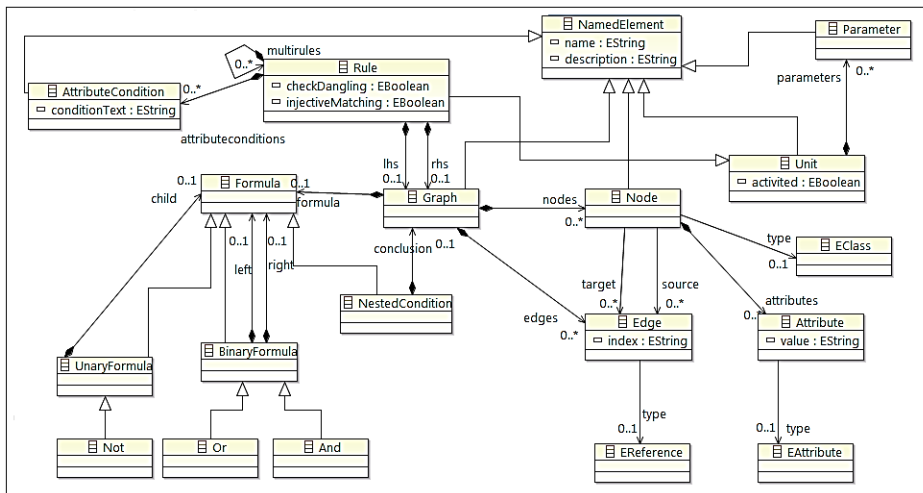 NamedElement
name : EString
description : EString
Parameter
parameters
0..*
multirules
0..*
Rule
checkDangling : EBoolean
injectiveMatching : EBoolean
AttributeCondition
conditionText : EString
0..*
attributeconditions
lhs
0..1
rhs
0..1
Unit
activited : EBoolean
0..1
child
Formula
0..1
formula
Graph
nodes
0..*
Node
type
0..1
EClass
0..1
left
0..1
right
conclusion
0..1
NestedCondition
edges
0..*
target
0..*
source
0..*
attributes
0..
Edge
index : EString
Attribute
value : EString
UnaryFormula
BinaryFormula
type
0..1
type
0..1
Not
Or
And
EReference
EAttribute